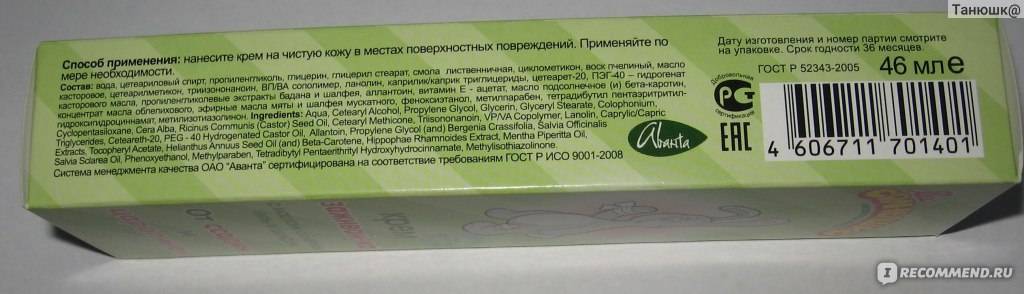 Танюшк@
Способ применения: нанесите крем на чистую кожу в местах поверхностных повреждений. Применяйте по
мере необходимости.
Состав: вода, цетеариловый спирт, пропиленгликоль, глицерин, глицерил стеарат, смола лиственничная, циклометикон, воск пчелиный, масло
касторовое, цетеарилметикон, триизононаноин, ВП/ВА сополимер, ланолин, каприлик/каприк триглицериды, цетеарет-20, ПЭГ-40 – гидрогенат
касторового масла, пропиленгликолевые экстракты бадана и шалфея, аллантоин, витамин Е - ацетат, масло подсолнечное (и) бета-каротин,
концентрат масла облепихового, эфирные масла мяты и шалфея мускатного, феноксиэтанол, метилпарабен, тетрадибутил пентаэритритил-
гидроксигидроциннамат, метилизотиазолинон. Ingredients: Aqua, Cetearyl Alcohol, Propylene Glycol, Glycerin, Glyceryl Stearate, Colophonium,
Cyclopentasiloxane, Cera Alba, Ricinus Communis (Castor) Seed Oil, Cetearyl Methicone, Triisononanoin, VP/VA Copolymer, Lanolin, Caprylic/Capric
Triglycerides, Ceteareth-20, PEG - 40 Hydrogenated Castor Oil, Allantoin, Propylene Glycol (and) Bergenia Crassifolia, Salvia Officinalis
Extracts, Tocopheryl Acetate, Helianthus Annuus Seed Oil (and) Beta-Carotene, Hippophae Rhamnoides Extract, Mentha Piperitta Oil,
Salvia Sclarea Oil, Phenoxyethanol, Methylparaben, Tetradibutyl Pentaerithrityl Hydroxyhydrocinnamate, Methylisothiazolinone.
Система менеджмента качества ОАО "Аванта" сертифицирована на соответствие требованиям ГОСТ Р ИСО 9001-2008
Avanta
Дату изготовления и номер партии смотрите
на упаковке. Срок годности 36 месяцев.
ГОСТ Р 52343-2005 46 мл e
Добровольная
сертификация
EAC
4 606711 701401
крем
От
IRECOMMEND.RU